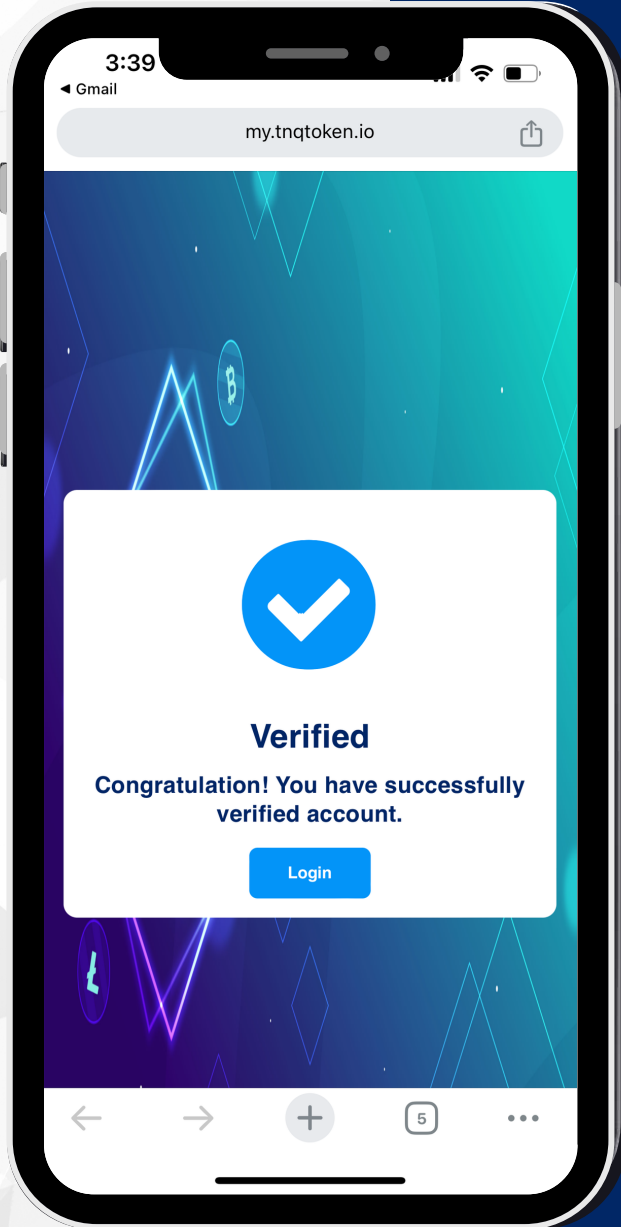 3:39
◀ Gmail
my.tnqtoken.io
Verified
Congratulation! You have successfully
verified account.
Login
5